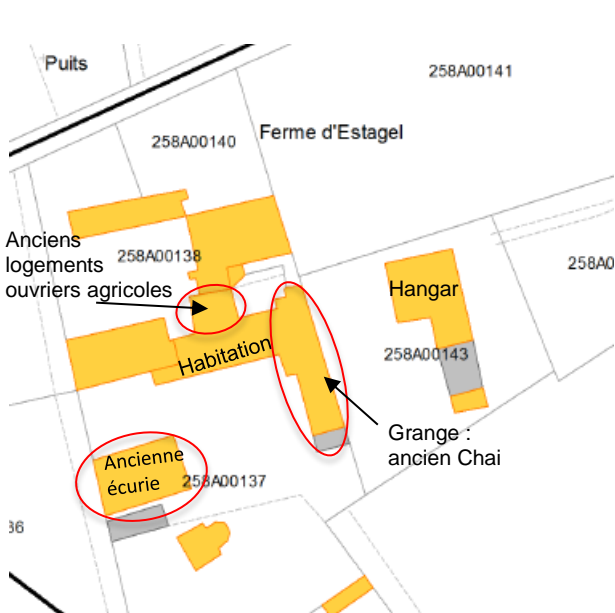 Puits
258A00141
258A00140
Ferme d'Estagel
Anciens
logements
ouvriers agricoles
258A00138
258A0
Hangar
Habitation
258A00143
Grange :
ancien Chai
Ancienne
écurie
258A00137
36